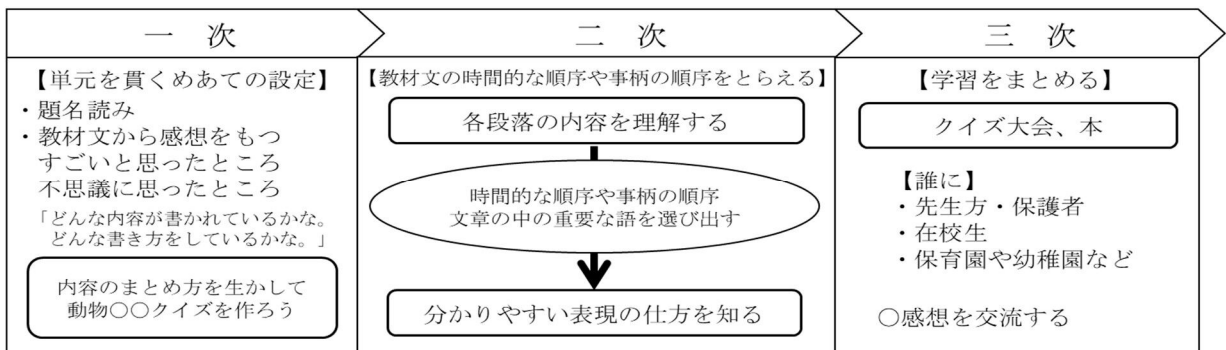 一 次
【単元を貫くめあての設定】
・題名読み
・教材文から感想をもつ
すごいと思ったところ
不思議に思ったところ
「どんな内容が書かれているかな。
どんな書き方をしているかな。」
内容のまとめ方を生かして
動物○○クイズを作ろう
二 次
【教材文の時間的な順序や事柄の順序をとらえる】
各段落の内容を理解する
時間的な順序や事柄の順序
文章の中の重要な語を選び出す
分かりやすい表現の仕方を知る
三 次
【学習をまとめる】
クイズ大会、本
【誰に】
・先生方・保護者
・在校生
・保育園や幼稚園など
○感想を交流する